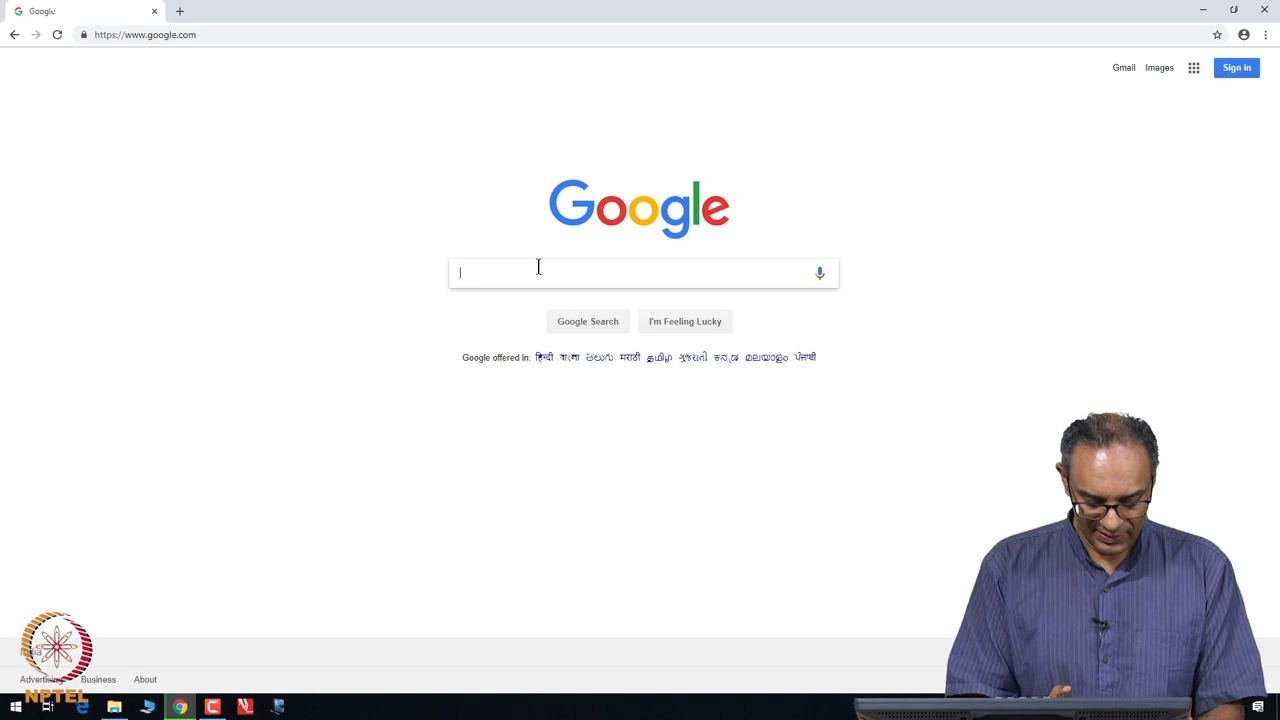 Google
https://www.google.com
Gmail Images Sign in
Google
Google Search I'm Feeling Lucky
Google offered in: हिन्दी বাংলা తెలుగు मराठी தமிழ் ગુજરાતી ಕನ್ನಡ മലയാളം ਪੰਜਾਬੀ
India
Advertising Business About
NPTEL